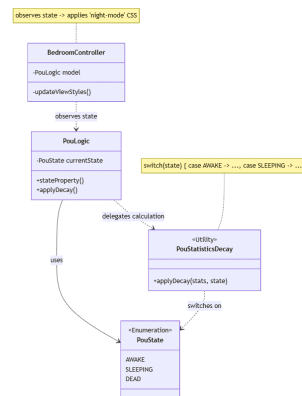 observes state -> applies 'night-mode' CSS
BedroomController
-PouLogic model
-updateViewStyles()
observes state
PouLogic
-PouState currentState
+stateProperty()
+applyDecay()
switch(state) { case AWAKE -> ..., case SLEEPING -> ...
delegates calculation
«Utility»
PouStatisticsDecay
+applyDecay(stats, state)
uses
switches on
«Enumeration»
PouState
AWAKE
SLEEPING
DEAD